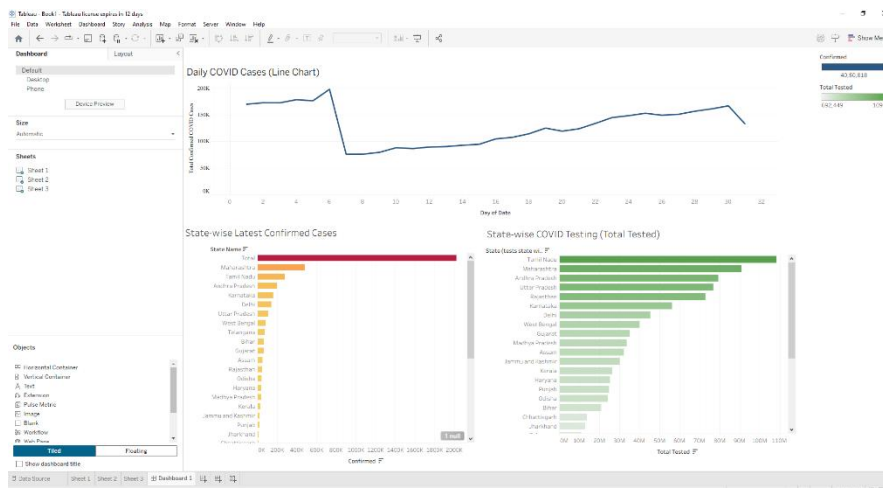 Tableau - Book1 - Tableau license expires in 12 days
File Data Worksheet Dashboard Story Analysis Map Format Server Window Help
Show Me
Dashboard Layout
Default
Desktop
Phone
Device Preview
Size
Automatic
Sheets
Sheet 1
Sheet 2
Sheet 3
Objects
Horizontal Container
Vertical Container
Text
Extension
Pulse Metric
Image
Blank
Workflow
Web Page
Tiled Floating
Show dashboard title
Daily COVID Cases (Line Chart)
Total Confirmed COVID Cases
200K
150K
100K
50K
0K
0 2 4 6 8 10 12 14 16 18 20 22 24 26 28 30 32
Day of Date
Confirmed
Total Tested
State-wise Latest Confirmed Cases
State Name
Total
Maharashtra
Tamil Nadu
Andhra Pradesh
Karnataka
Delhi
Uttar Pradesh
West Bengal
Telangana
Bihar
Gujarat
Assam
Rajasthan
Odisha
Haryana
Madhya Pradesh
Kerala
Jammu and Kashmir
Punjab
Jharkhand
1 null
0K 200K 400K 600K 800K 1000K 1200K 1400K 1600K 1800K 2000K
Confirmed
State-wise COVID Testing (Total Tested)
State (tests state wi..
Tamil Nadu
Maharashtra
Andhra Pradesh
Uttar Pradesh
Rajasthan
Karnataka
Delhi
West Bengal
Gujarat
Madhya Pradesh
Assam
Jammu and Kashmir
Kerala
Haryana
Punjab
Odisha
Bihar
Chhattisgarh
Jharkhand
0M 10M 20M 30M 40M 50M 60M 70M 80M 90M 100M 110M
Total Tested
Data Source Sheet 1 Sheet 2 Sheet 3 Dashboard 1